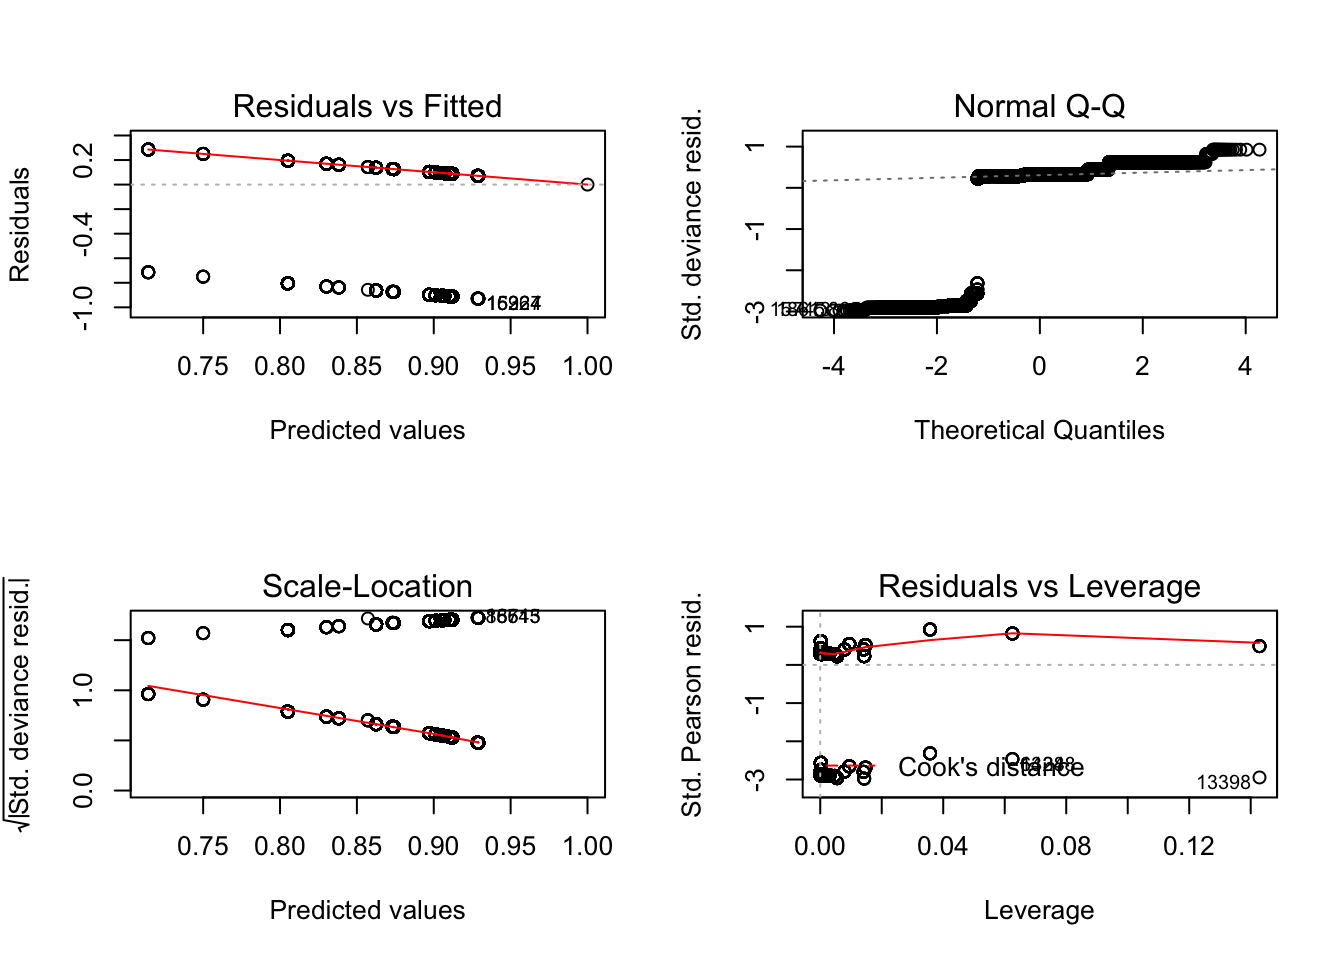 Residuals vs Fitted
Residuals
0.2
-0.4
-1.0
0.75 0.80 0.85 0.90 0.95 1.00
Predicted values
Normal Q-Q
Std. deviance resid.
1
-1
-3
-4 -2 0 2 4
Theoretical Quantiles
Scale-Location
√|Std. deviance resid.|
1.0
0.0
0.75 0.80 0.85 0.90 0.95 1.00
Predicted values
Residuals vs Leverage
Std. Pearson resid.
1
-1
-3
Cook's distance
13398
0.00 0.04 0.08 0.12
Leverage